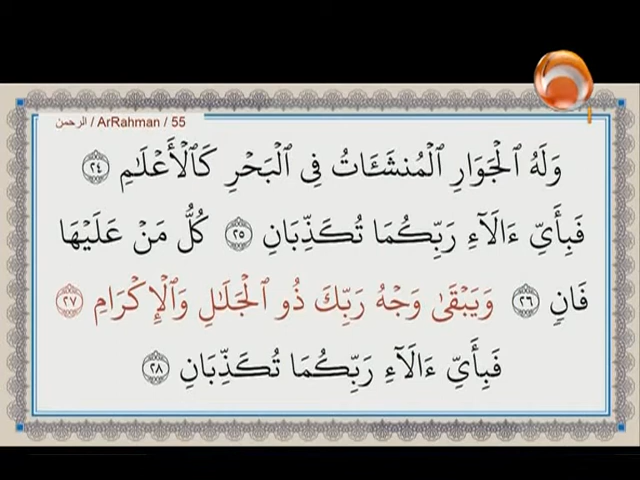 الرحمن / ArRahman / 55
وَلَهُ ٱلْجَوَارِ ٱلْمُنشَـَٔاتُ فِى ٱلْبَحْرِ كَٱلْأَعْلَـٰمِ ٢٤
فَبِأَىِّ ءَالَآءِ رَبِّكُمَا تُكَذِّبَانِ ٢٥ كُلُّ مَنْ عَلَيْهَا
فَانٍ ٢٦ وَيَبْقَىٰ وَجْهُ رَبِّكَ ذُو ٱلْجَلَـٰلِ وَٱلْإِكْرَامِ ٢٧
فَبِأَىِّ ءَالَآءِ رَبِّكُمَا تُكَذِّبَانِ ٢٨